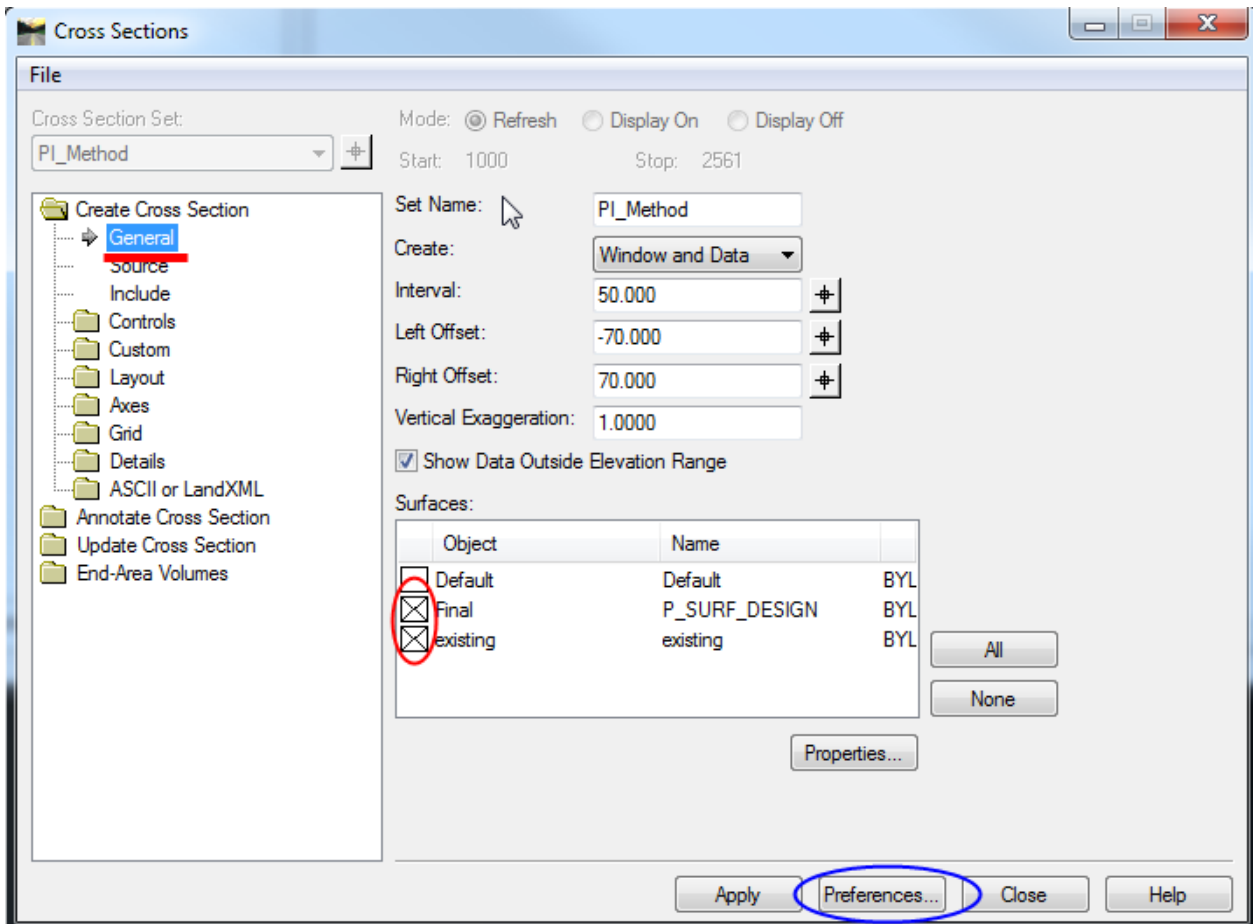 Cross Sections
File
Cross Section Set:
PI_Method
Mode: Refresh Display On Display Off
Start: 1000 Stop: 2561
Create Cross Section
General
Source
Include
Controls
Custom
Layout
Axes
Grid
Details
ASCII or LandXML
Annotate Cross Section
Update Cross Section
End-Area Volumes
Set Name: PI_Method
Create: Window and Data
Interval: 50.000
Left Offset: -70.000
Right Offset: 70.000
Vertical Exaggeration: 1.0000
Show Data Outside Elevation Range
Surfaces:
Object Name
Default Default BYL
Final P_SURF_DESIGN BYL
existing existing BYL
All
None
Properties...
Apply Preferences... Close Help